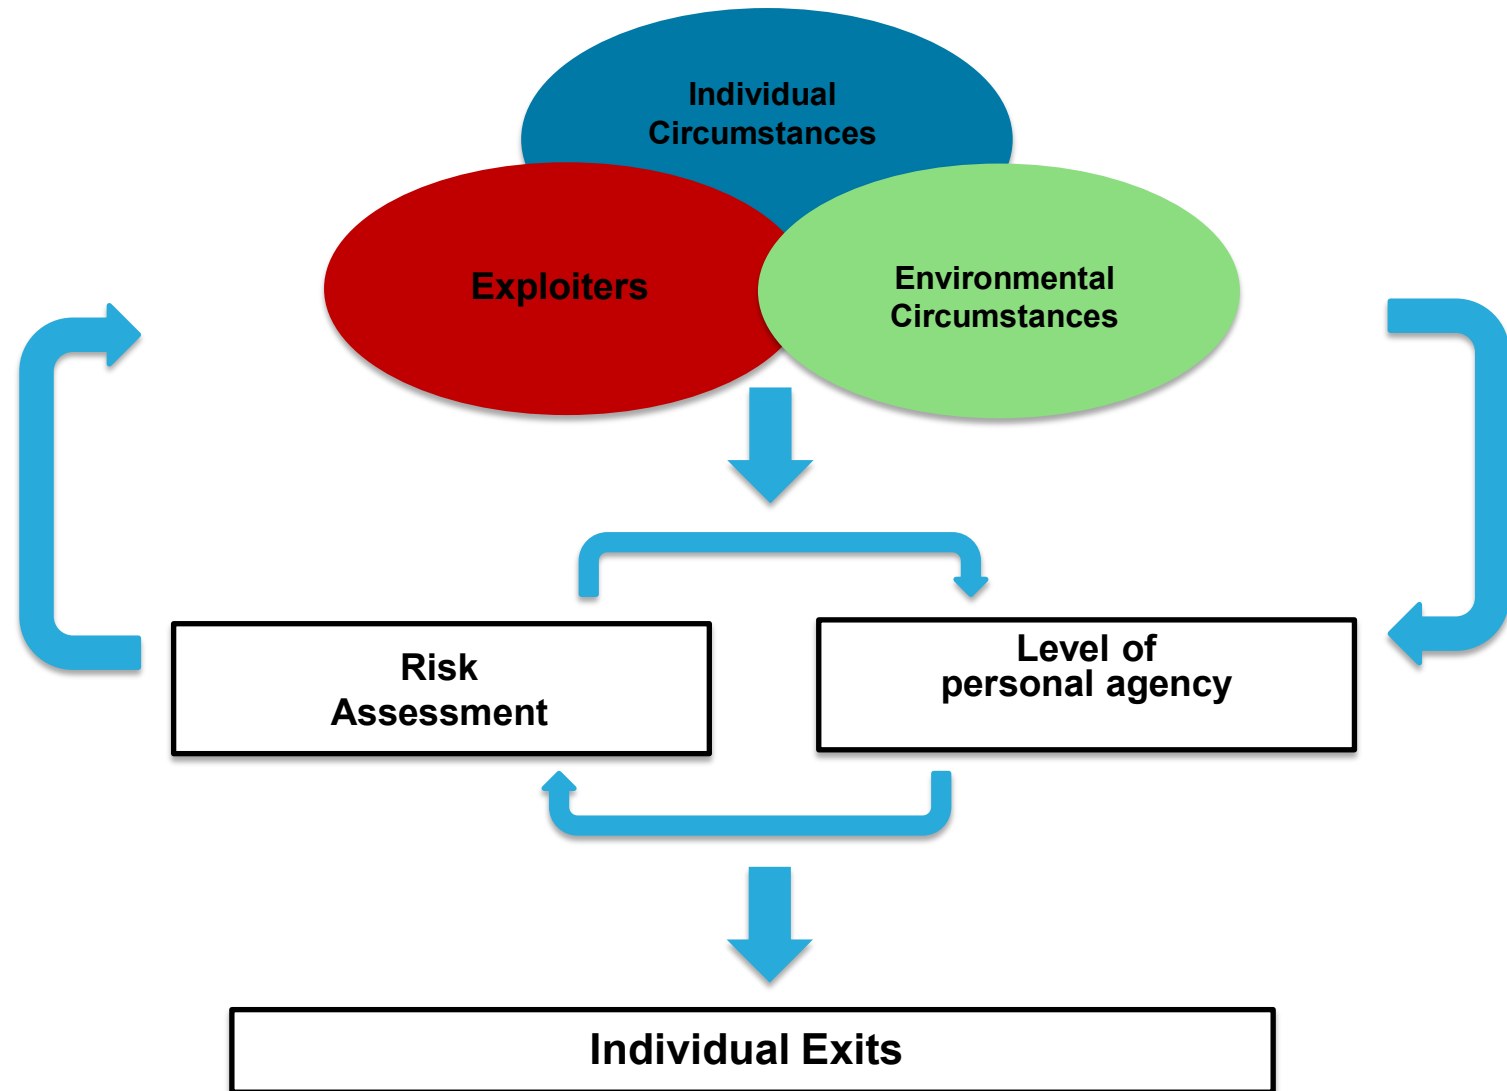 Individual
Circumstances
Exploiters
Environmental
Circumstances
Risk
Assessment
Level of
personal agency
Individual Exits